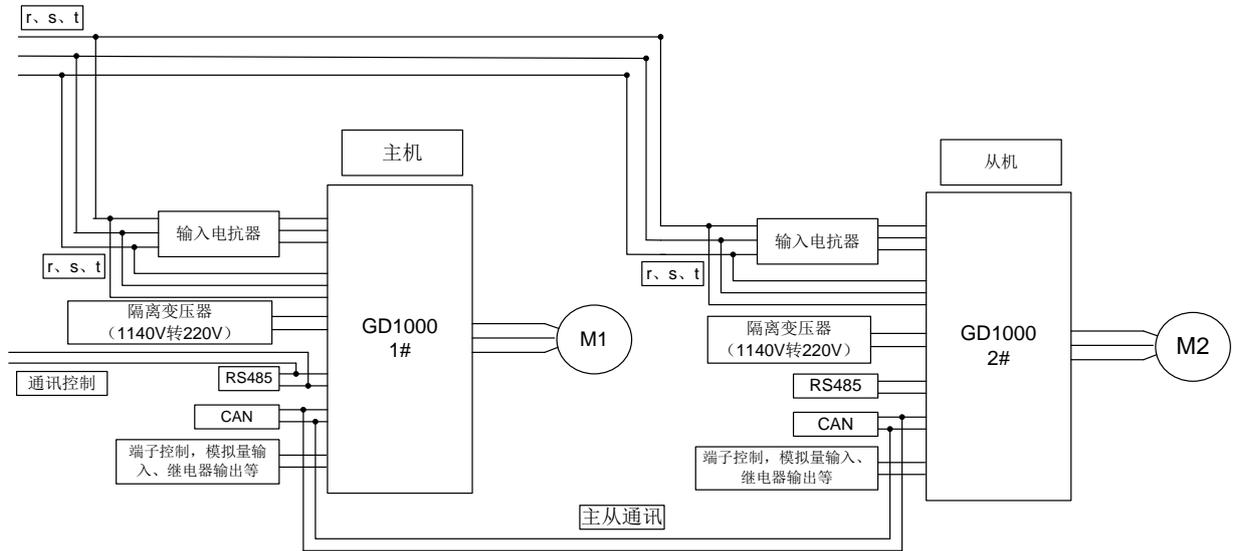 r、s、t
主机
从机
输入电抗器
输入电抗器
r、s、t
r、s、t
隔离变压器
（1140V转220V）
GD1000
1#
M1
隔离变压器
（1140V转220V）
GD1000
2#
M2
通讯控制
RS485
RS485
CAN
CAN
端子控制，模拟量输
入、继电器输出等
端子控制，模拟量输入、
继电器输出等
主从通讯